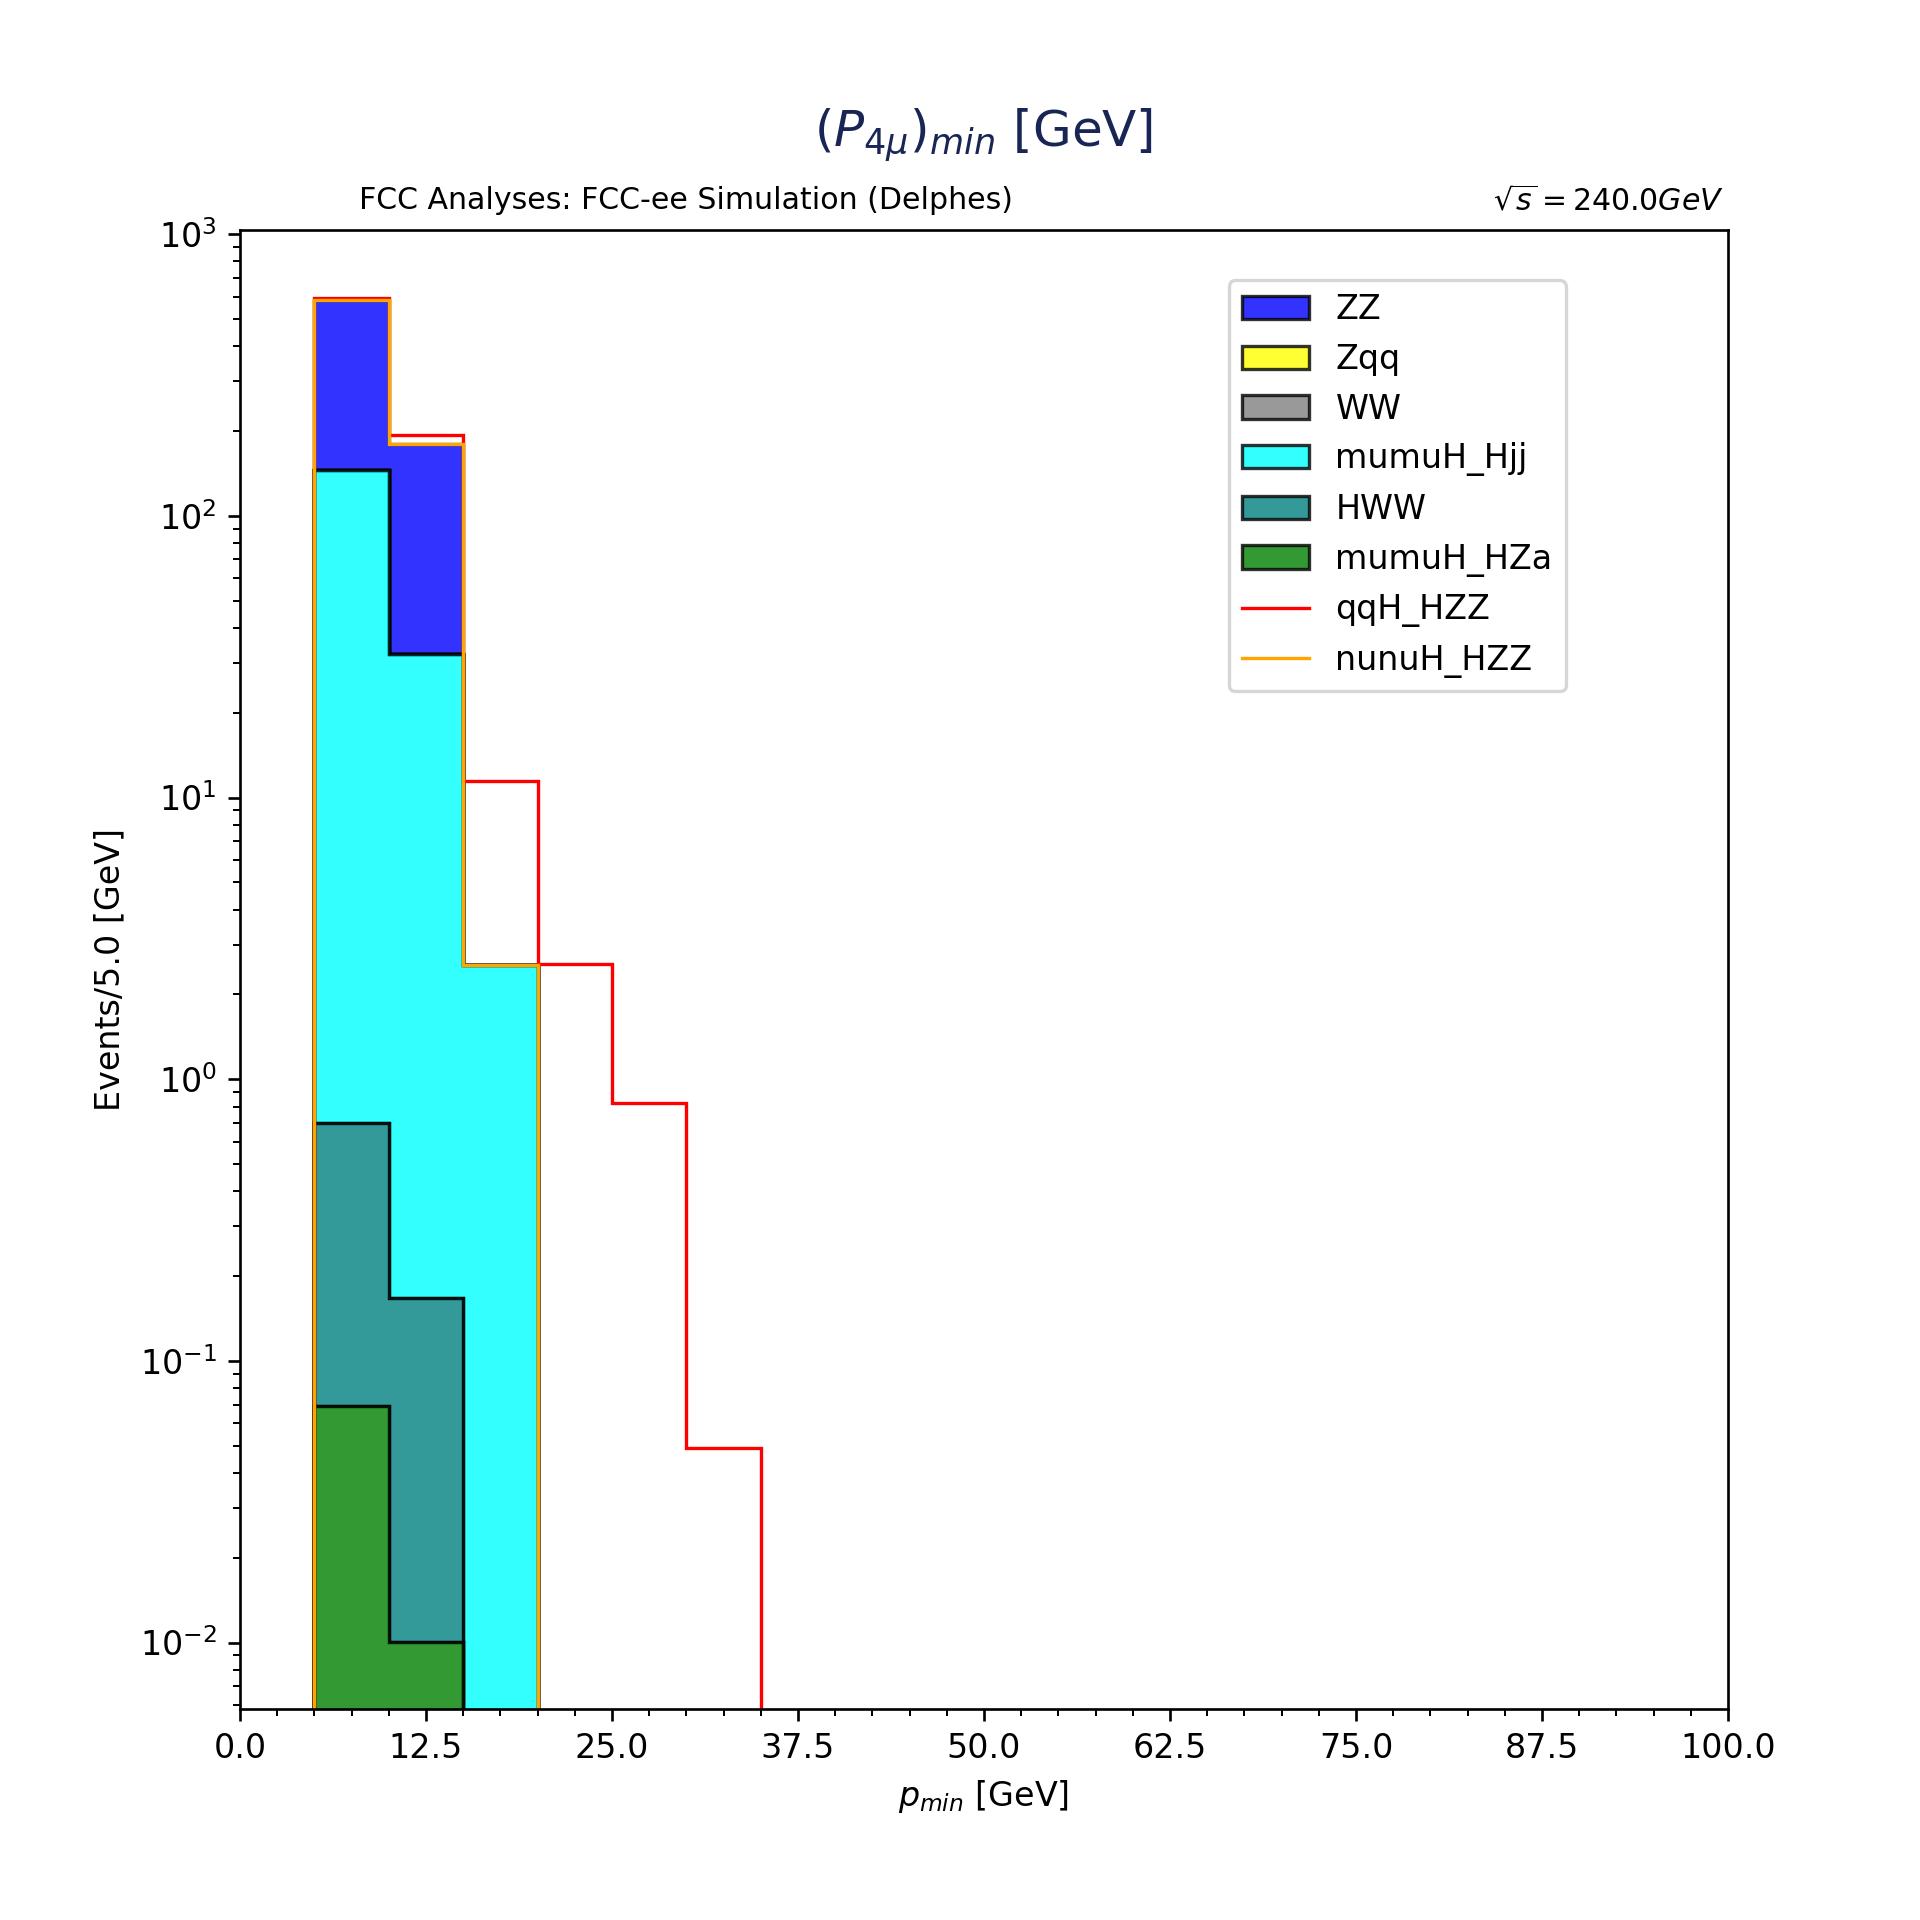 (P₄μ)min [GeV]
FCC Analyses: FCC-ee Simulation (Delphes)
√s = 240.0GeV
10³
10²
10¹
10⁰
10⁻¹
10⁻²
Events/5.0 [GeV]
ZZ
Zqq
WW
mumuH_Hjj
HWW
mumuH_HZa
qqH_HZZ
nunuH_HZZ
0.0 12.5 25.0 37.5 50.0 62.5 75.0 87.5 100.0
pmin [GeV]